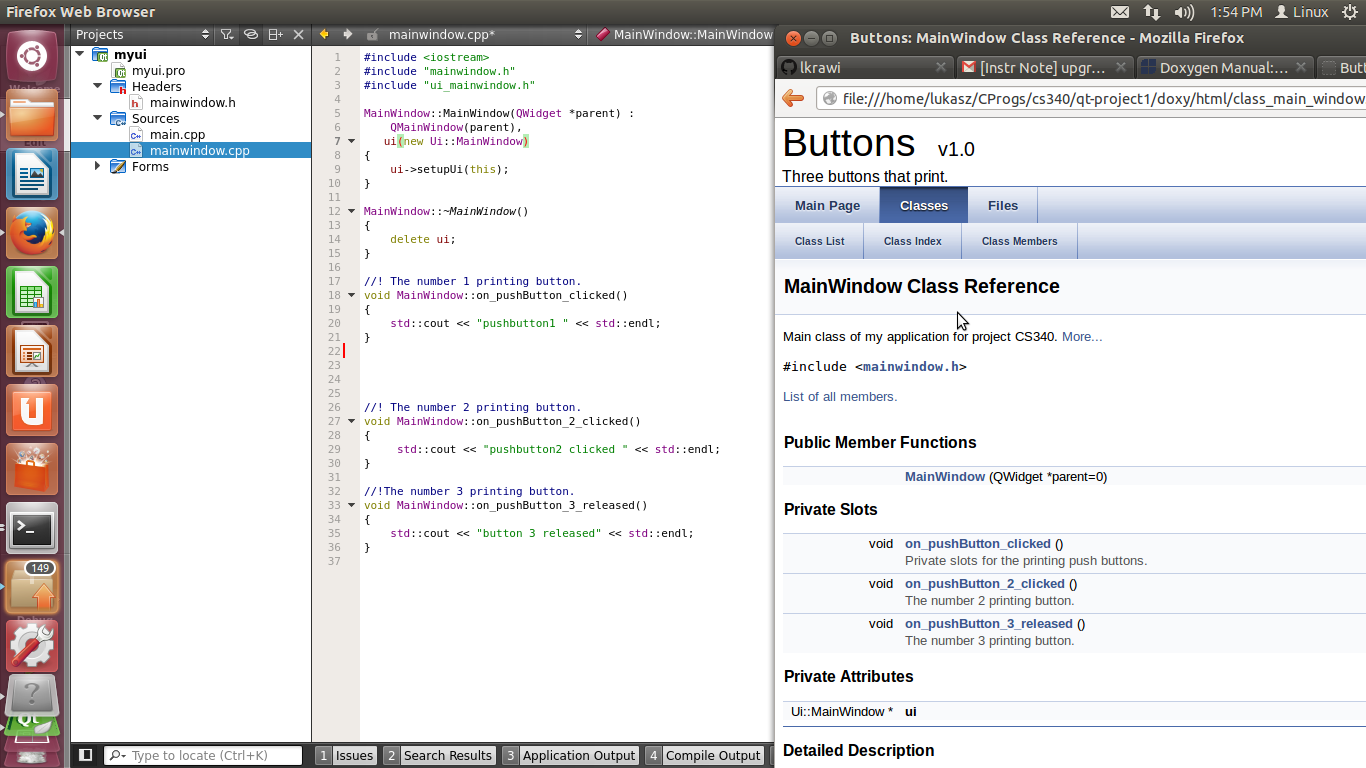 Firefox Web Browser
1:54 PM Linux
Projects
myui
myui.pro
Headers
mainwindow.h
Sources
main.cpp
mainwindow.cpp
Forms
149
mainwindow.cpp*
MainWindow::MainWindow
1 #include <iostream>
2 #include "mainwindow.h"
3 #include "ui_mainwindow.h"
4
5 MainWindow::MainWindow(QWidget *parent) :
6 QMainWindow(parent),
7 ui(new Ui::MainWindow)
8 {
9 ui->setupUi(this);
10 }
11
12 MainWindow::~MainWindow()
13 {
14 delete ui;
15 }
16
17 //! The number 1 printing button.
18 void MainWindow::on_pushButton_clicked()
19 {
20 std::cout << "pushbutton1 " << std::endl;
21 }
22
23
24
25
26 //! The number 2 printing button.
27 void MainWindow::on_pushButton_2_clicked()
28 {
29 std::cout << "pushbutton2 clicked " << std::endl;
30 }
31
32 //!The number 3 printing button.
33 void MainWindow::on_pushButton_3_released()
34 {
35 std::cout << "button 3 released" << std::endl;
36 }
37
Type to locate (Ctrl+K)
1 Issues
2 Search Results
3 Application Output
4 Compile Output
Buttons: MainWindow Class Reference - Mozilla Firefox
lkrawi
[Instr Note] upgr...
Doxygen Manual:...
Butt
file:///home/lukasz/CProgs/cs340/qt-project1/doxy/html/class_main_window
Buttons v1.0
Three buttons that print.
Main Page
Classes
Files
Class List
Class Index
Class Members
MainWindow Class Reference
Main class of my application for project CS340. More...
#include <mainwindow.h>
List of all members.
Public Member Functions
MainWindow (QWidget *parent=0)
Private Slots
void on_pushButton_clicked ()
Private slots for the printing push buttons.
void on_pushButton_2_clicked ()
The number 2 printing button.
void on_pushButton_3_released ()
The number 3 printing button.
Private Attributes
Ui::MainWindow * ui
Detailed Description